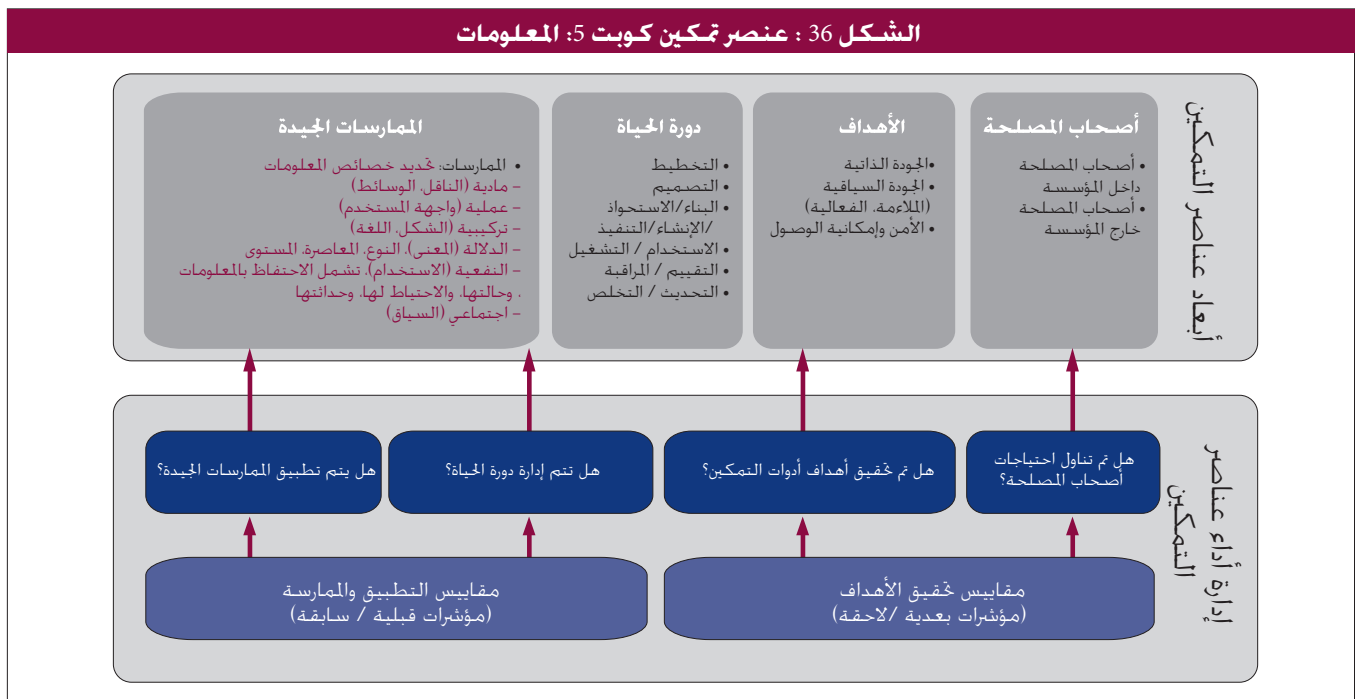 الشكل 36 : عنصر تمكين كوبت 5: المعلومات
أبعاد عناصر التمكين
أصحاب المصلحة
• أصحاب المصلحة
داخل المؤسسة
• أصحاب المصلحة
خارج المؤسسة
الأهداف
•الجودة الذاتية
• الجودة السياقية
(الملاءمة، الفعالية)
• الأمن وإمكانية الوصول
دورة الحياة
• التخطيط
• التصميم
• البناء/الاستحواذ
/الإنشاء/التنفيذ
• الاستخدام / التشغيل
• التقييم / المراقبة
• التحديث / التخلص
الممارسات الجيدة
• الممارسات: تحديد خصائص المعلومات
– مادية (الناقل، الوسائط)
– عملية (واجهة المستخدم)
– تركيبية (الشكل، اللغة)
– الدلالة (المعنى)، النوع، المعاصرة، المستوى
– النفعية (الاستخدام)، تشمل الاحتفاظ بالمعلومات
، وحالتها، والاحتياط لها، وحداثتها
– اجتماعي (السياق)
إدارة أداء عناصر
التمكين
هل تم تناول احتياجات
أصحاب المصلحة؟
هل تم تحقيق أهداف أدوات التمكين؟
هل تتم إدارة دورة الحياة؟
هل يتم تطبيق الممارسات الجيدة؟
مقاييس تحقيق الأهداف
(مؤشرات بعدية /لاحقة)
مقاييس التطبيق والممارسة
(مؤشرات قبلية / سابقة)